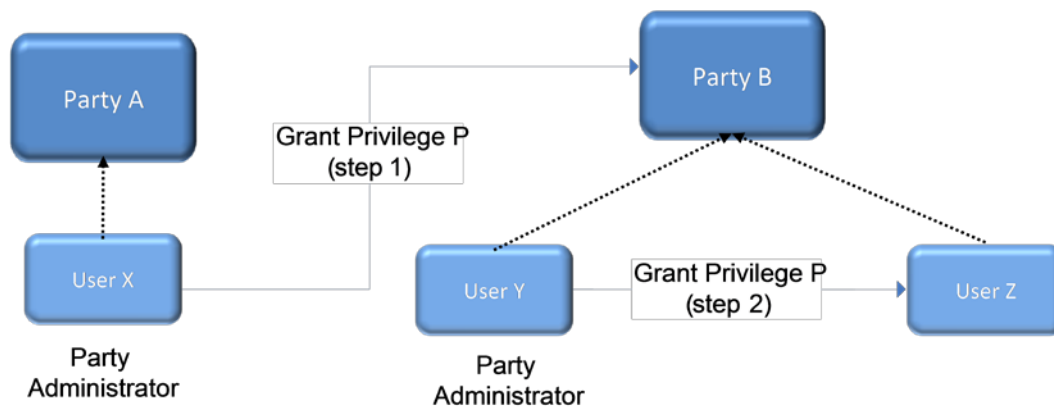 Party A
Party B
Grant Privilege P
(step 1)
User X
User Y
Grant Privilege P
(step 2)
User Z
Party
Administrator
Party
Administrator